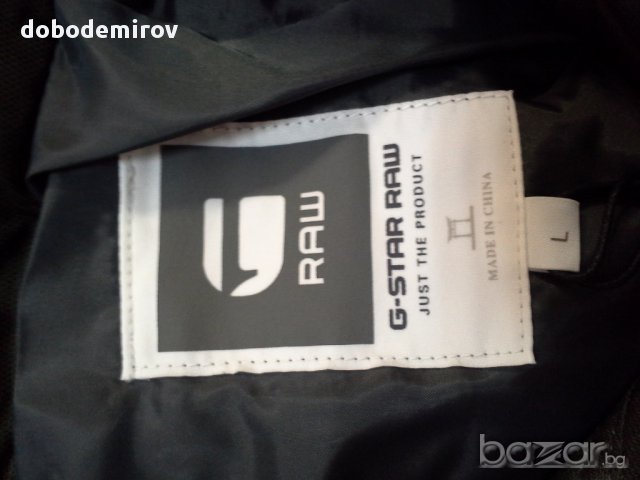 dobodemirov
RAW
G-STAR RAW
JUST THE PRODUCT
MADE IN CHINA
L
bazar.bg